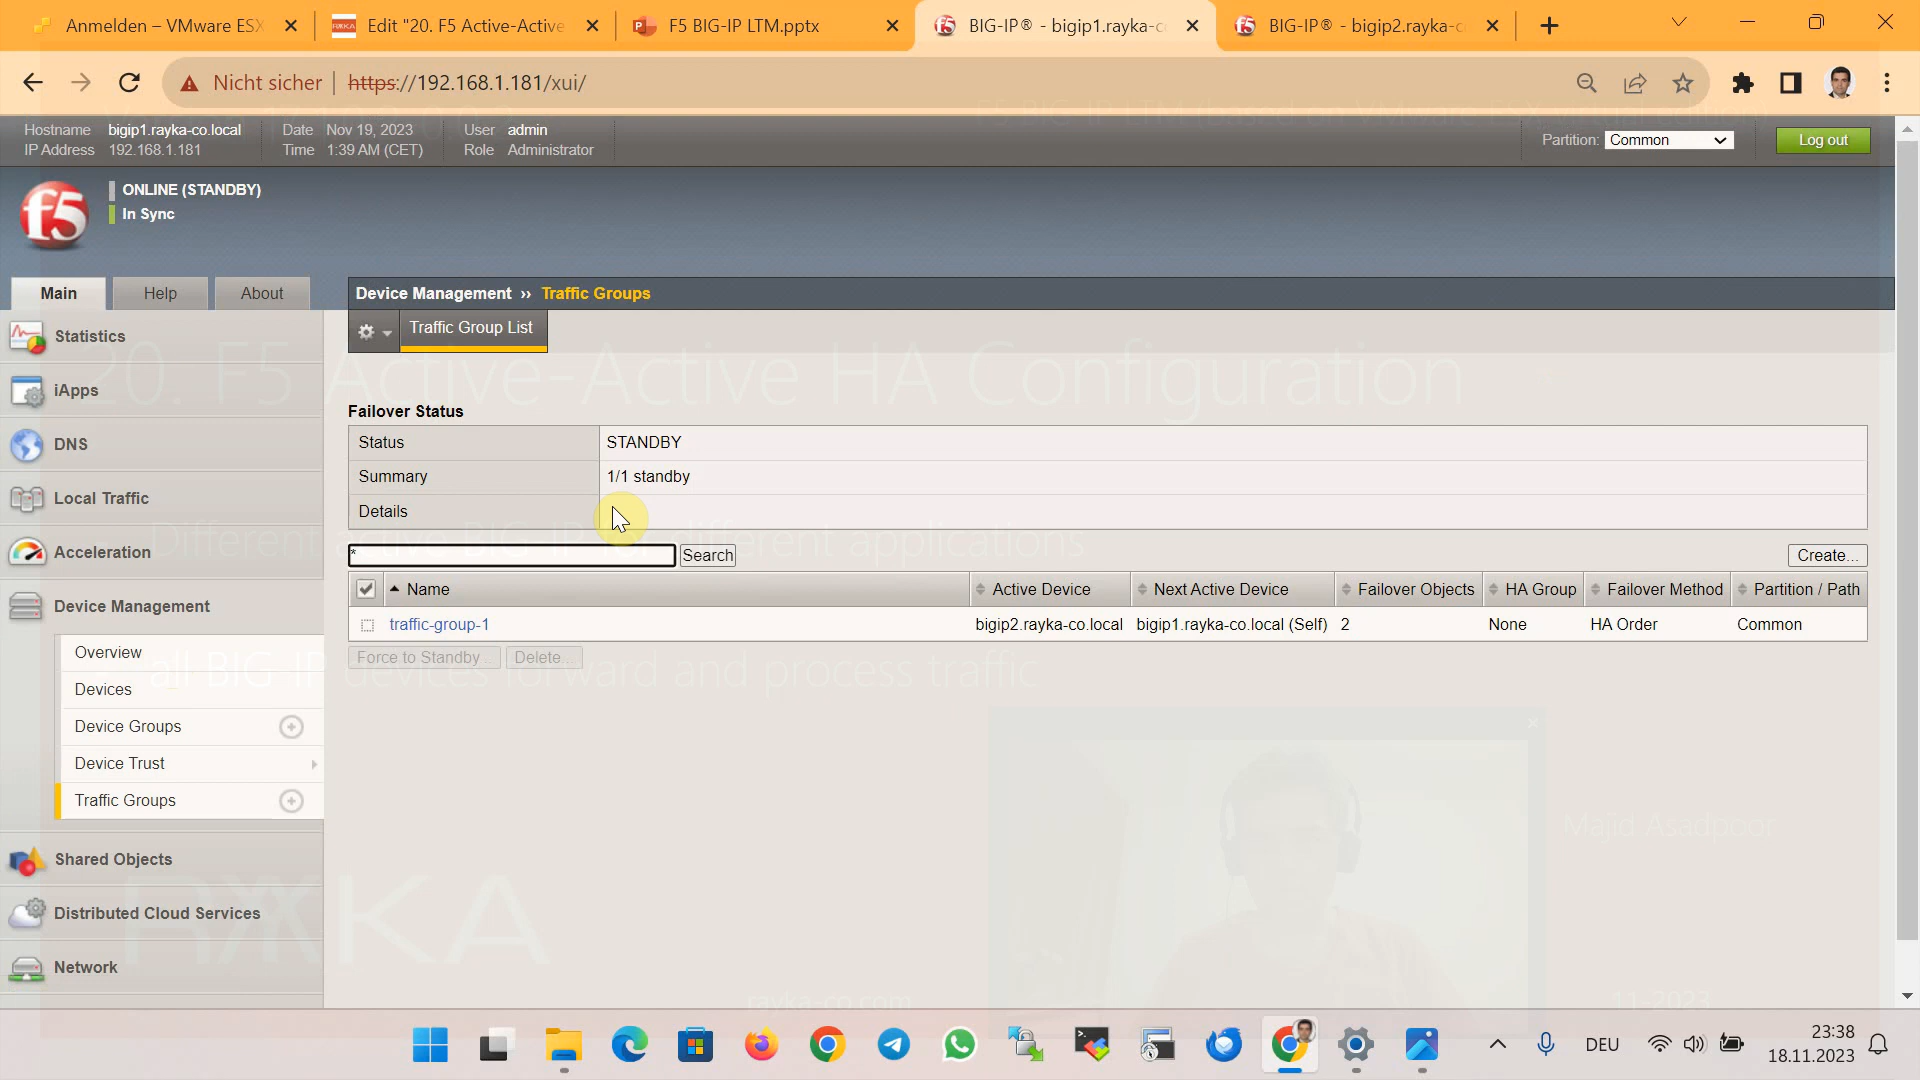 Anmelden – VMware ESX
Edit "20. F5 Active-Active
F5 BIG-IP LTM.pptx
BIG-IP® - bigip1.rayka-c
BIG-IP® - bigip2.rayka-c
Nicht sicher
https://192.168.1.181/xui/
Hostname bigip1.rayka-co.local
IP Address 192.168.1.181
Date Nov 19, 2023
Time 1:39 AM (CET)
User admin
Role Administrator
Partition: Common
Log out
f5
ONLINE (STANDBY)
In Sync
Main
Help
About
Device Management ›› Traffic Groups
Traffic Group List
Statistics
iApps
DNS
Local Traffic
Acceleration
Device Management
Overview
Devices
Device Groups
Device Trust
Traffic Groups
Shared Objects
Distributed Cloud Services
Network
20. F5 Active-Active HA Configuration
Failover Status
Status STANDBY
Summary 1/1 standby
Details
Different active BIG-IP for different applications
*
Search
Create...
Name Active Device Next Active Device Failover Objects HA Group Failover Method Partition / Path
traffic-group-1 bigip2.rayka-co.local bigip1.rayka-co.local (Self) 2 None HA Order Common
Force to Standby...
Delete...
all BIG-IP devices forward and process traffic
Majid Asadpoor
RAYKA
rayka-co.com
11-2023
DEU
23:38
18.11.2023